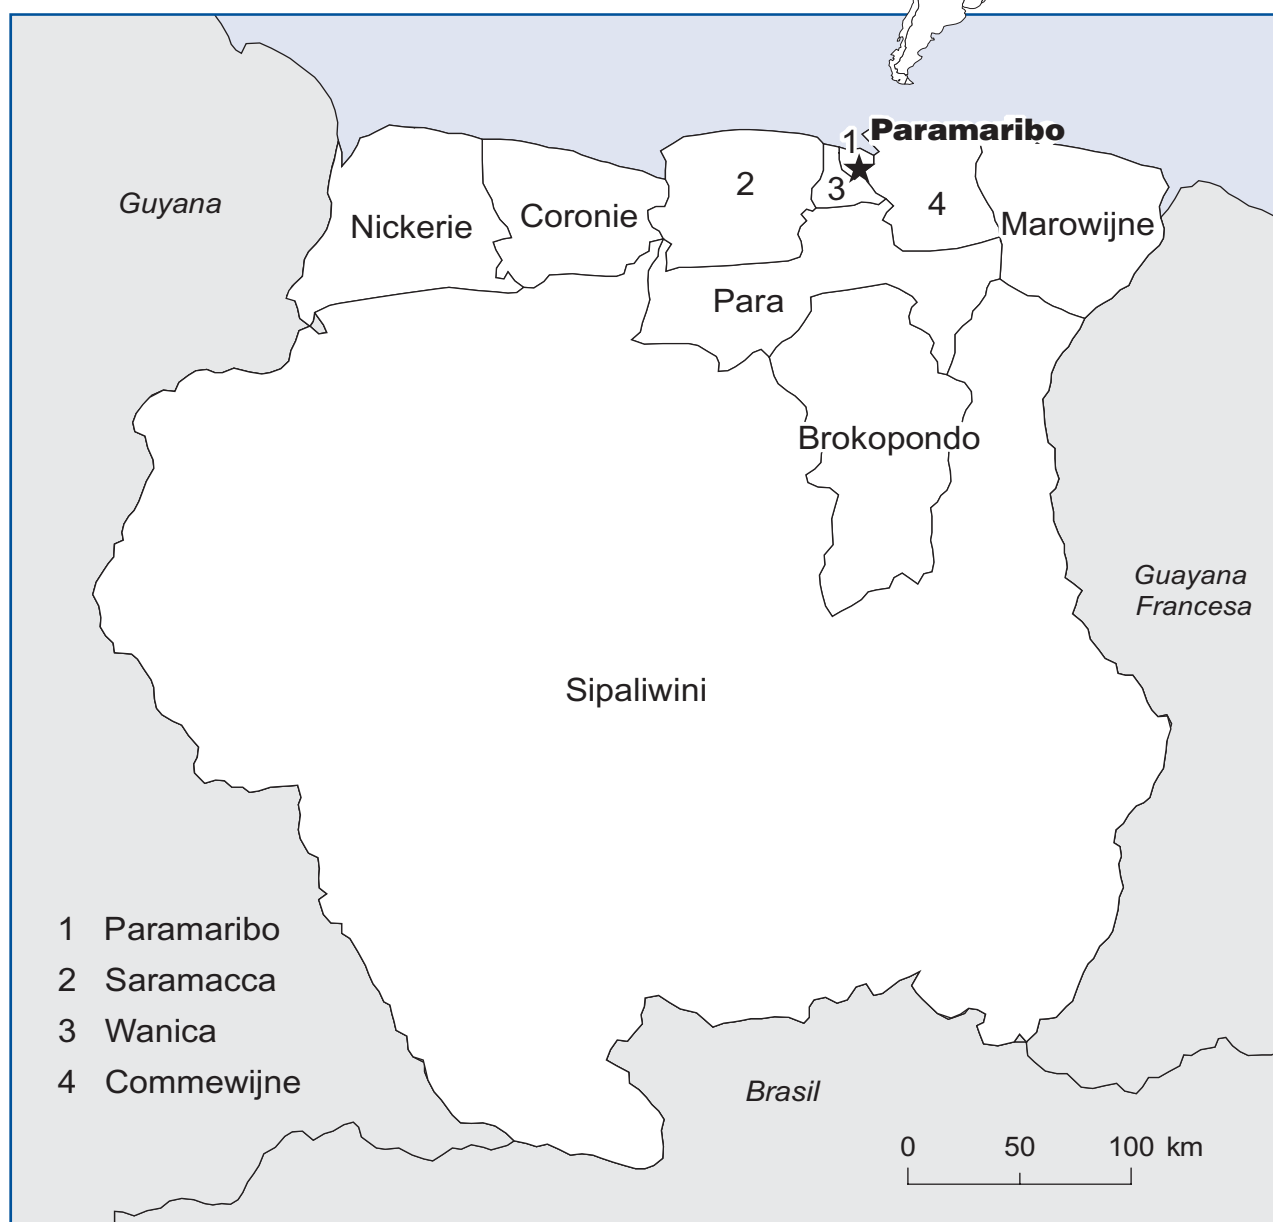 1 Paramaribo
Guyana
Nickerie
Coronie
2
3
4
Marowijne
Para
Brokopondo
Guayana
Francesa
Sipaliwini
1 Paramaribo
2 Saramacca
3 Wanica
4 Commewijne
Brasil
0 50 100 km